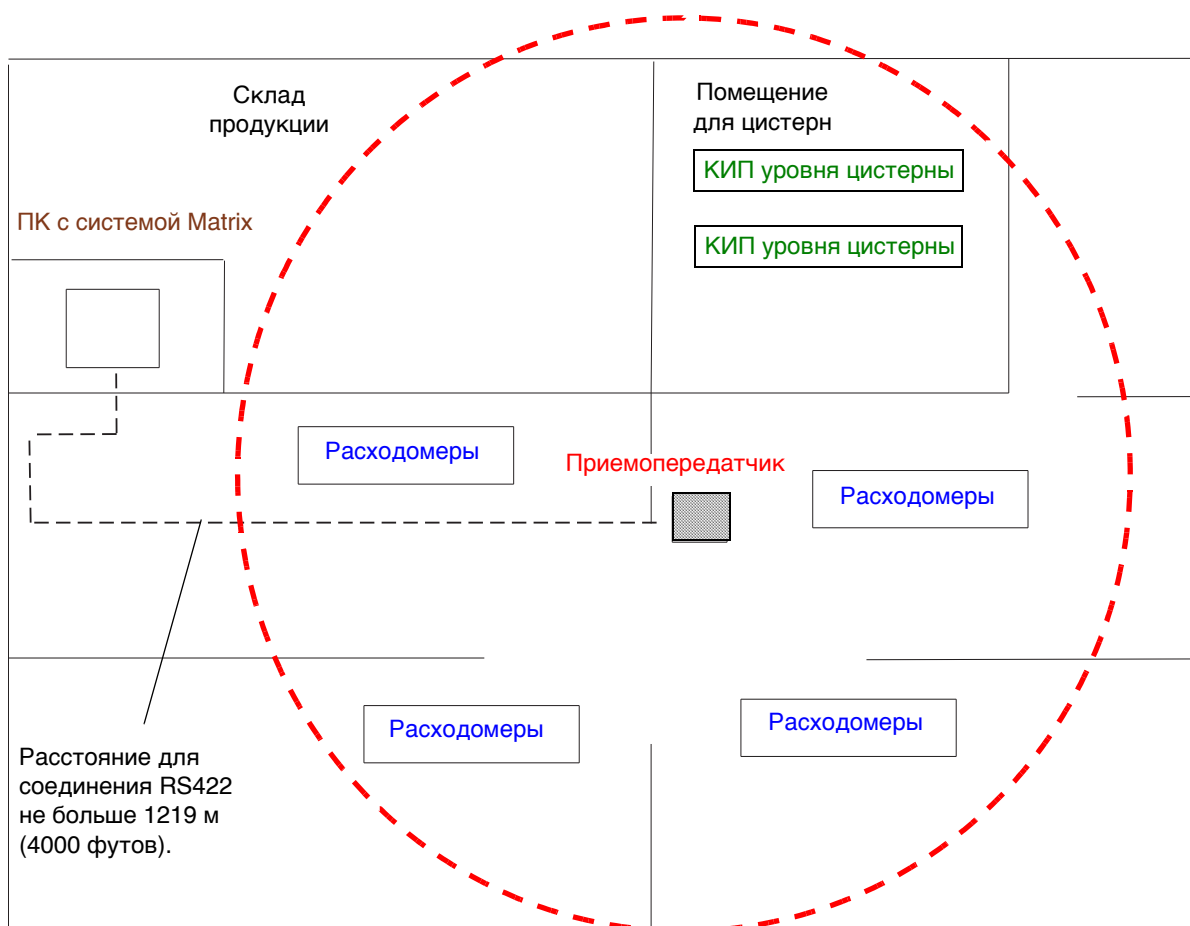 Склад
продукции
Помещение
для цистерн
КИП уровня цистерны
ПК с системой Matrix
КИП уровня цистерны
Расходомеры
Приемопередатчик
Расходомеры
Расходомеры
Расходомеры
Расстояние для
соединения RS422
не больше 1219 м
(4000 футов).